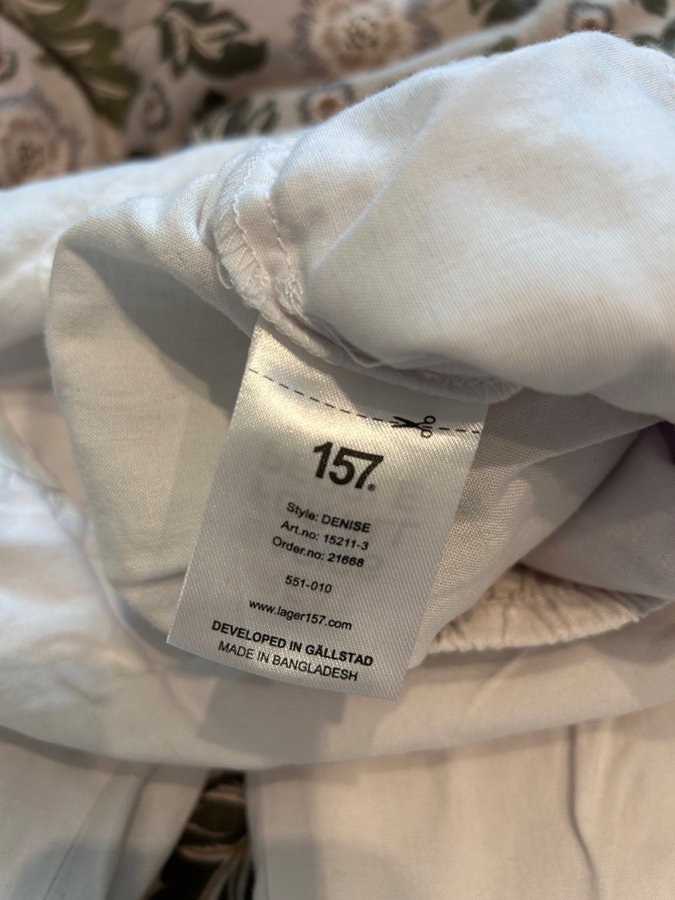 157.
Style: DENISE
Art.no: 15211-3
Order.no: 21668
551-010
www.lager157.com
DEVELOPED IN GÄLLSTAD
MADE IN BANGLADESH